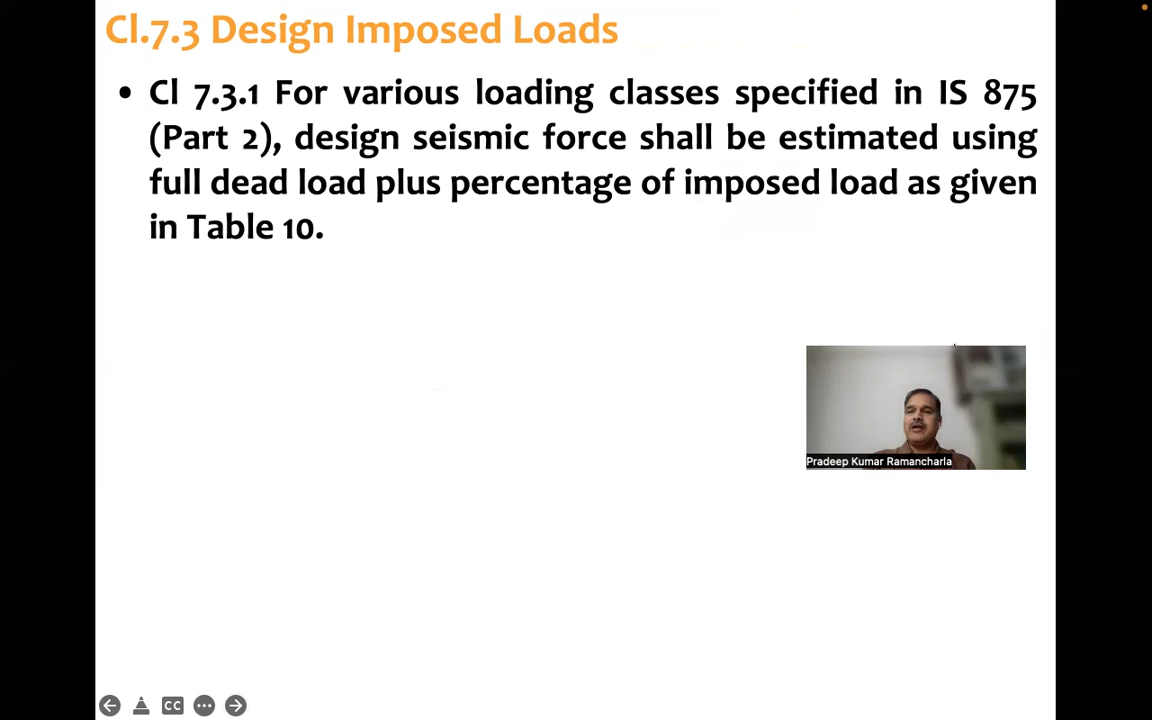 Cl.7.3 Design Imposed Loads
• Cl 7.3.1 For various loading classes specified in IS 875
(Part 2), design seismic force shall be estimated using
full dead load plus percentage of imposed load as given
in Table 10.
Pradeep Kumar Ramancharla
CC